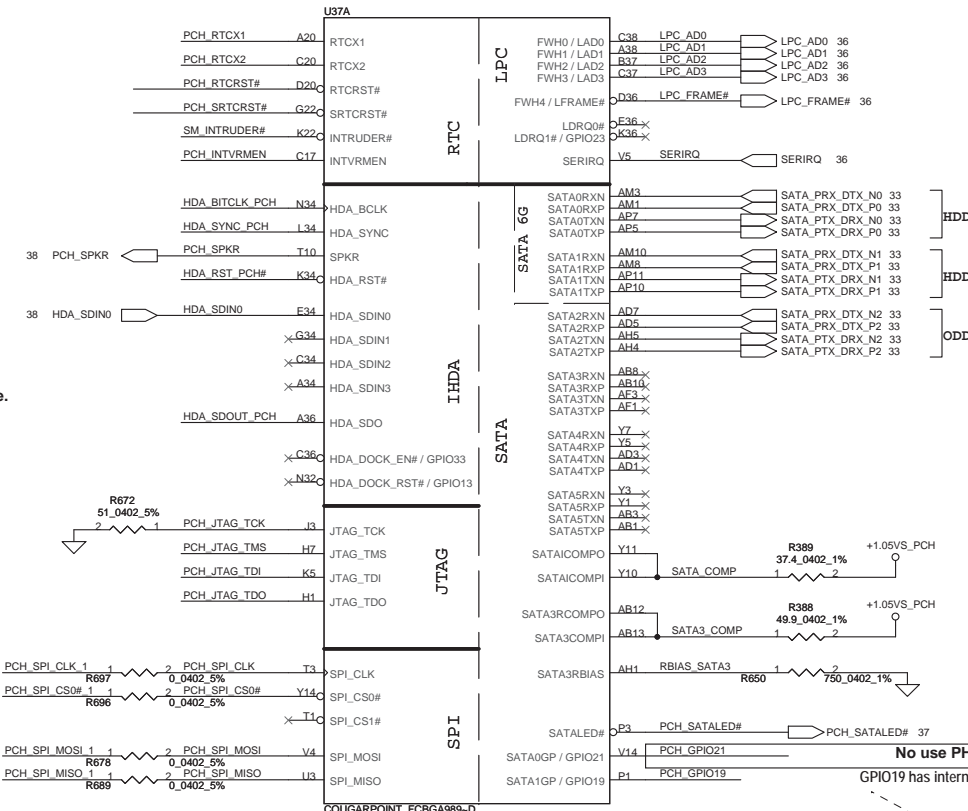 U37A
PCH_RTCX1 A20 RTCX1
PCH_RTCX2 C20 RTCX2
PCH_RTCRST# D20 RTCRST#
PCH_SRTCRST# G22 SRTCRST#
SM_INTRUDER# K22 INTRUDER#
PCH_INTVRMEN C17 INTVRMEN
RTC
LPC
FWH0 / LAD0 C38 LPC_AD0 LPC_AD0 36
FWH1 / LAD1 A38 LPC_AD1 LPC_AD1 36
FWH2 / LAD2 B37 LPC_AD2 LPC_AD2 36
FWH3 / LAD3 C37 LPC_AD3 LPC_AD3 36
FWH4 / LFRAME# D36 LPC_FRAME# LPC_FRAME# 36
LDRQ0# E36
LDRQ1# / GPIO23 K36
SERIRQ V5 SERIRQ SERIRQ 36
HDA_BITCLK_PCH N34 HDA_BCLK
HDA_SYNC_PCH L34 HDA_SYNC
38 PCH_SPKR PCH_SPKR T10 SPKR
HDA_RST_PCH# K34 HDA_RST#
38 HDA_SDIN0 HDA_SDIN0 E34 HDA_SDIN0
G34 HDA_SDIN1
C34 HDA_SDIN2
A34 HDA_SDIN3
e.
HDA_SDOUT_PCH A36 HDA_SDO
C36 HDA_DOCK_EN# / GPIO33
N32 HDA_DOCK_RST# / GPIO13
IHDA
SATA 6G
SATA0RXN AM3 SATA_PRX_DTX_N0 33
SATA0RXP AM1 SATA_PRX_DTX_P0 33
SATA0TXN AP7 SATA_PTX_DRX_N0 33
SATA0TXP AP5 SATA_PTX_DRX_P0 33
HDD
SATA1RXN AM10 SATA_PRX_DTX_N1 33
SATA1RXP AM8 SATA_PRX_DTX_P1 33
SATA1TXN AP11 SATA_PTX_DRX_N1 33
SATA1TXP AP10 SATA_PTX_DRX_P1 33
HDD
SATA
SATA2RXN AD7 SATA_PRX_DTX_N2 33
SATA2RXP AD5 SATA_PRX_DTX_P2 33
SATA2TXN AH5 SATA_PTX_DRX_N2 33
SATA2TXP AH4 SATA_PTX_DRX_P2 33
ODD
SATA3RXN AB8
SATA3RXP AB10
SATA3TXN AF3
SATA3TXP AF1
SATA4RXN Y7
SATA4RXP Y5
SATA4TXN AD3
SATA4TXP AD1
SATA5RXN Y3
SATA5RXP Y1
SATA5TXN AB3
SATA5TXP AB1
R672
51_0402_5%
2 1 PCH_JTAG_TCK J3 JTAG_TCK
PCH_JTAG_TMS H7 JTAG_TMS
PCH_JTAG_TDI K5 JTAG_TDI
PCH_JTAG_TDO H1 JTAG_TDO
JTAG
SATAICOMPO Y11
R389
37.4_0402_1%
+1.05VS_PCH
SATAICOMPI Y10 SATA_COMP 1 2
SATA3RCOMPO AB12
R388
49.9_0402_1%
+1.05VS_PCH
SATA3COMPI AB13 SATA3_COMP 1 2
PCH_SPI_CLK_1 1 2 PCH_SPI_CLK T3 SPI_CLK
R697 0_0402_5%
PCH_SPI_CS0#_1 1 2 PCH_SPI_CS0# Y14 SPI_CS0#
R696 0_0402_5%
T1 SPI_CS1#
PCH_SPI_MOSI_1 1 2 PCH_SPI_MOSI V4 SPI_MOSI
R678 0_0402_5%
PCH_SPI_MISO_1 1 2 PCH_SPI_MISO U3 SPI_MISO
R689 0_0402_5%
SPI
SATA3RBIAS AH1 RBIAS_SATA3 1 2
R650 750_0402_1%
SATALED# P3 PCH_SATALED# PCH_SATALED# 37
SATA0GP / GPIO21 V14 PCH_GPIO21 No use PH
SATA1GP / GPIO19 P1 PCH_GPIO19 GPIO19 has intern
COUGARPOINT_FCBGA989~D